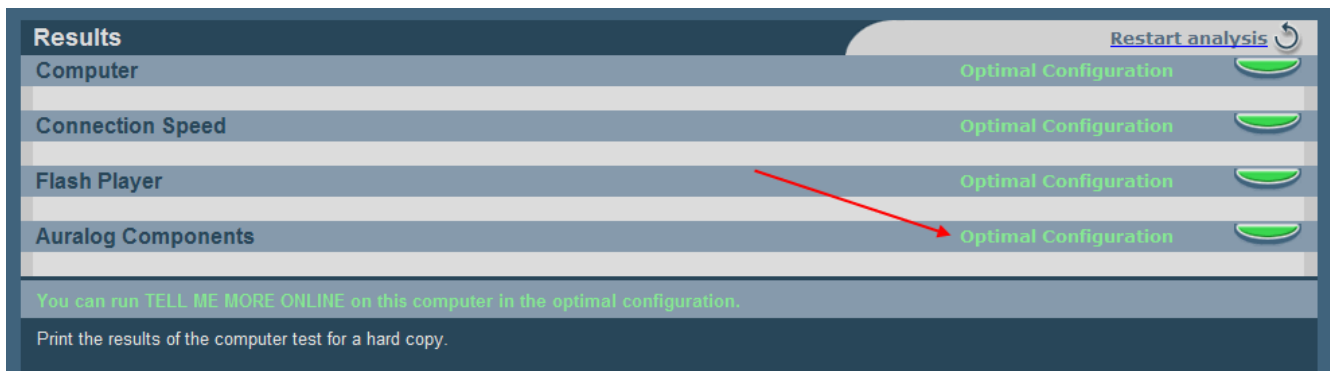 Results
Restart analysis
Computer Optimal Configuration
Connection Speed Optimal Configuration
Flash Player Optimal Configuration
Auralog Components Optimal Configuration
You can run TELL ME MORE ONLINE on this computer in the optimal configuration.
Print the results of the computer test for a hard copy.